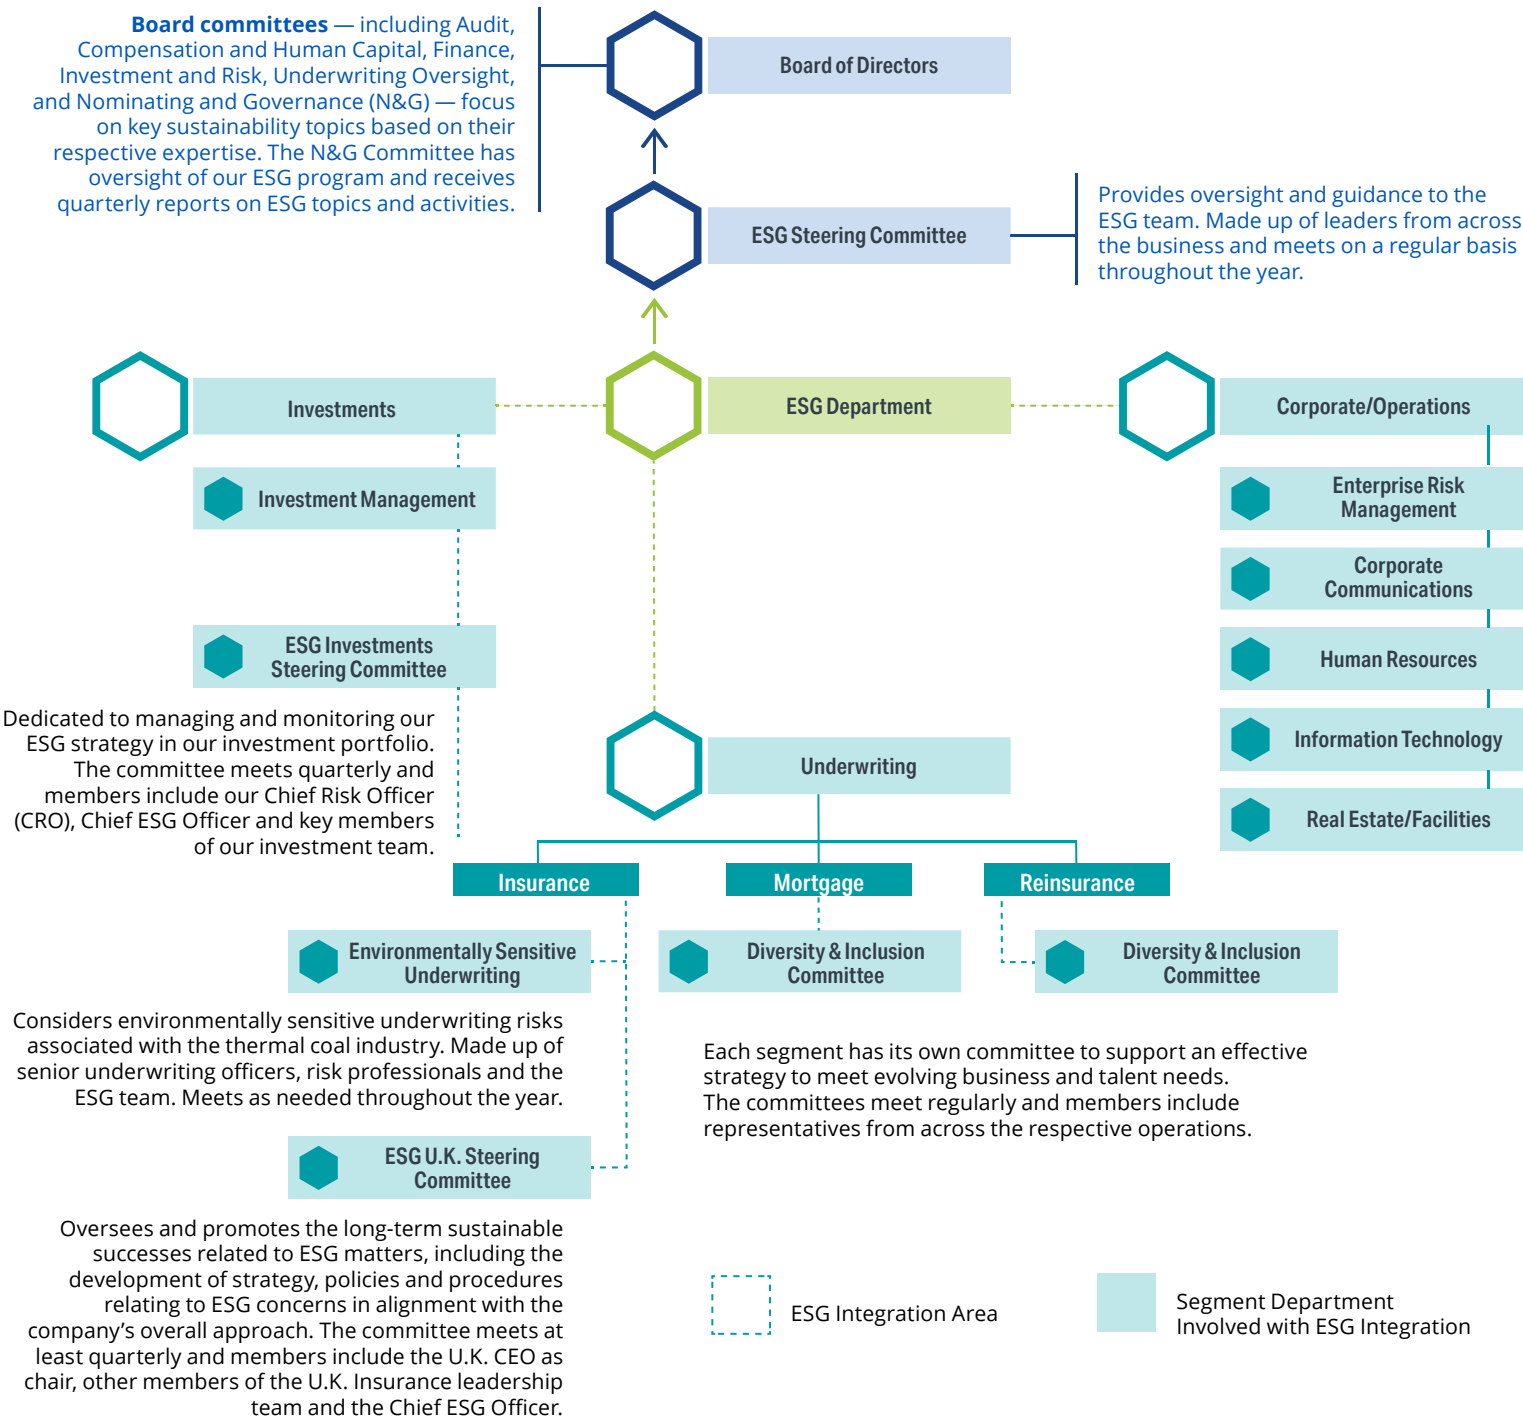 Board committees — including Audit,
Compensation and Human Capital, Finance,
Investment and Risk, Underwriting Oversight,
and Nominating and Governance (N&G) — focus
on key sustainability topics based on their
respective expertise. The N&G Committee has
oversight of our ESG program and receives
quarterly reports on ESG topics and activities.
Board of Directors
ESG Steering Committee
Provides oversight and guidance to the
ESG team. Made up of leaders from across
the business and meets on a regular basis
throughout the year.
Investments
ESG Department
Corporate/Operations
Investment Management
ESG Investments
Steering Committee
Dedicated to managing and monitoring our
ESG strategy in our investment portfolio.
The committee meets quarterly and
members include our Chief Risk Officer
(CRO), Chief ESG Officer and key members
of our investment team.
Enterprise Risk
Management
Corporate
Communications
Human Resources
Information Technology
Real Estate/Facilities
Underwriting
Insurance
Mortgage
Reinsurance
Environmentally Sensitive
Underwriting
Considers environmentally sensitive underwriting risks
associated with the thermal coal industry. Made up of
senior underwriting officers, risk professionals and the
ESG team. Meets as needed throughout the year.
Diversity & Inclusion
Committee
Diversity & Inclusion
Committee
Each segment has its own committee to support an effective
strategy to meet evolving business and talent needs.
The committees meet regularly and members include
representatives from across the respective operations.
ESG U.K. Steering
Committee
Oversees and promotes the long-term sustainable
successes related to ESG matters, including the
development of strategy, policies and procedures
relating to ESG concerns in alignment with the
company’s overall approach. The committee meets at
least quarterly and members include the U.K. CEO as
chair, other members of the U.K. Insurance leadership
team and the Chief ESG Officer.
ESG Integration Area
Segment Department
Involved with ESG Integration